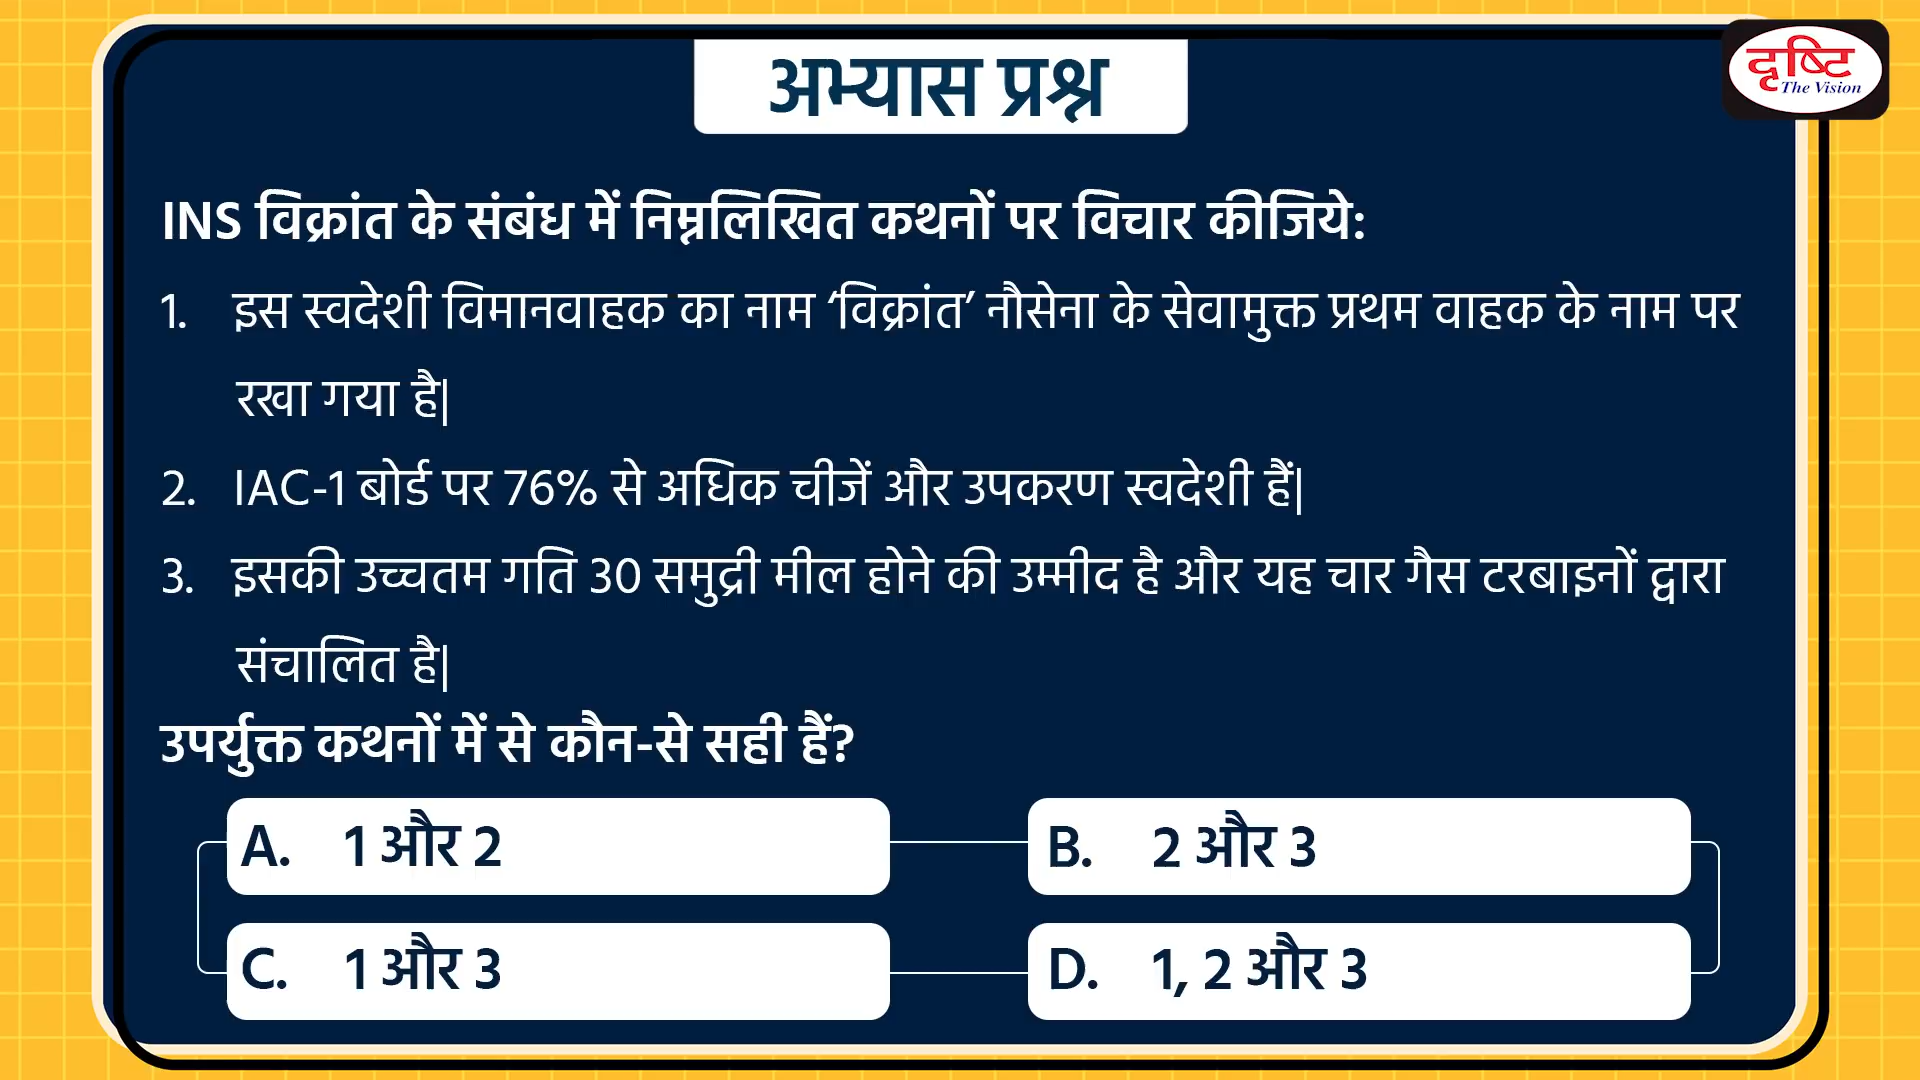 अभ्यास प्रश्न
दृष्टि
The Vision
INS विक्रांत के संबंध में निम्नलिखित कथनों पर विचार कीजिये:
1. इस स्वदेशी विमानवाहक का नाम ‘विक्रांत’ नौसेना के सेवामुक्त प्रथम वाहक के नाम पर
रखा गया है|
2. IAC-1 बोर्ड पर 76% से अधिक चीजें और उपकरण स्वदेशी हैं|
3. इसकी उच्चतम गति 30 समुद्री मील होने की उम्मीद है और यह चार गैस टरबाइनों द्वारा
संचालित है|
उपर्युक्त कथनों में से कौन-से सही हैं?
A. 1 और 2
B. 2 और 3
C. 1 और 3
D. 1, 2 और 3